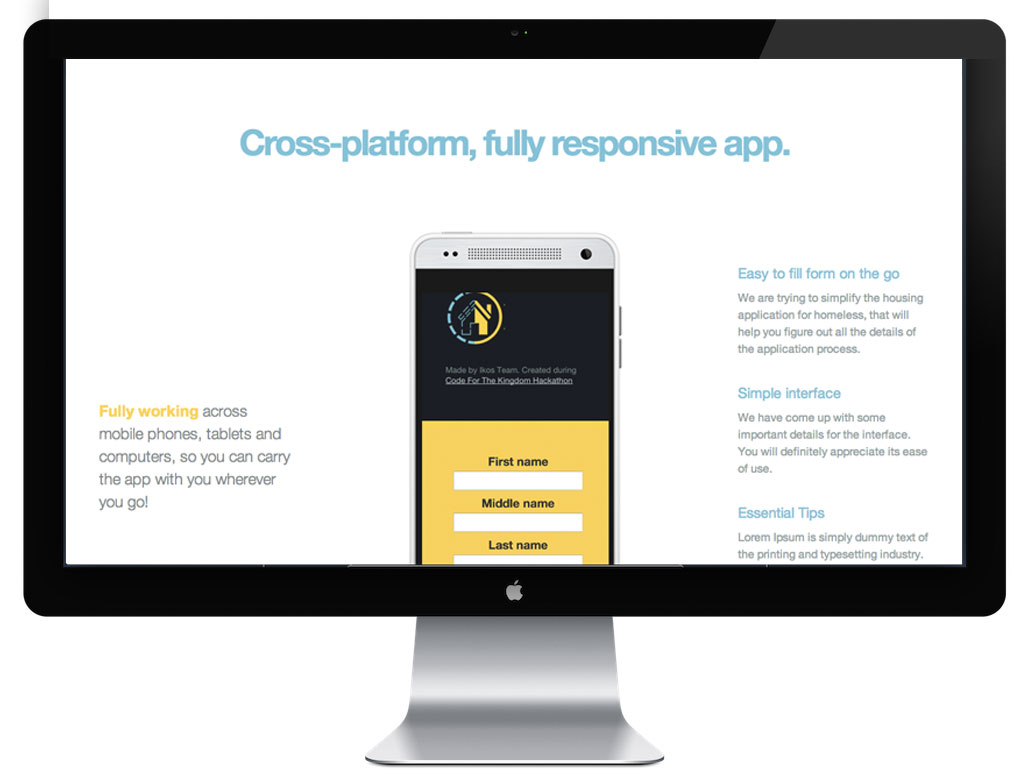 Cross-platform, fully responsive app.
Fully working across
mobile phones, tablets and
computers, so you can carry
the app with you wherever
you go!
Made by Ikos Team. Created during
Code For The Kingdom Hackathon
First name
Middle name
Last name
Easy to fill form on the go
We are trying to simplify the housing
application for homeless, that will
help you figure out all the details of
the application process.
Simple interface
We have come up with some
important details for the interface.
You will definitely appreciate its ease
of use.
Essential Tips
Lorem Ipsum is simply dummy text of
the printing and typesetting industry.